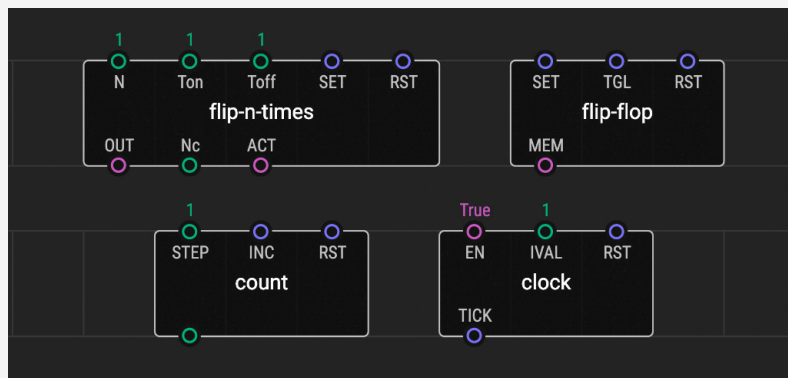 1 1 1
N Ton Toff SET RST SET TGL RST
flip-n-times flip-flop
OUT Nc ACT MEM
1 True 1
STEP INC RST EN IVAL RST
count clock
TICK